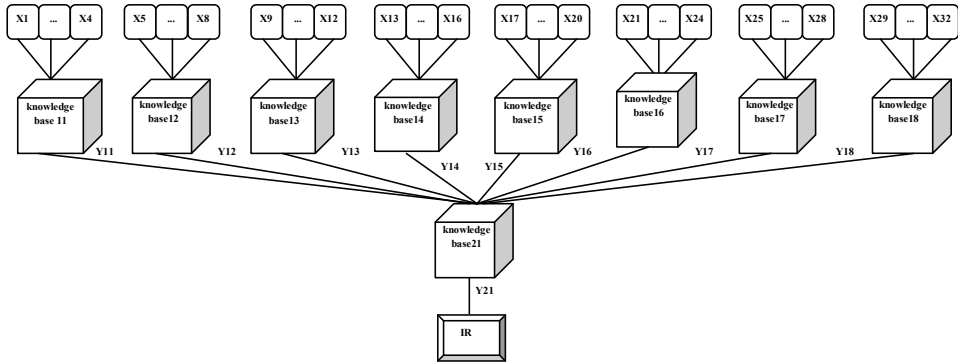 X1 ... X4 X5 ... X8 X9 ... X12 X13 ... X16 X17 ... X20 X21 ... X24 X25 ... X28 X29 ... X32
knowledge base 11
knowledge base12
knowledge base13
knowledge base14
knowledge base15
knowledge base16
knowledge base17
knowledge base18
Y11 Y12 Y13 Y14 Y15 Y16 Y17 Y18
knowledge
base21
Y21
IR